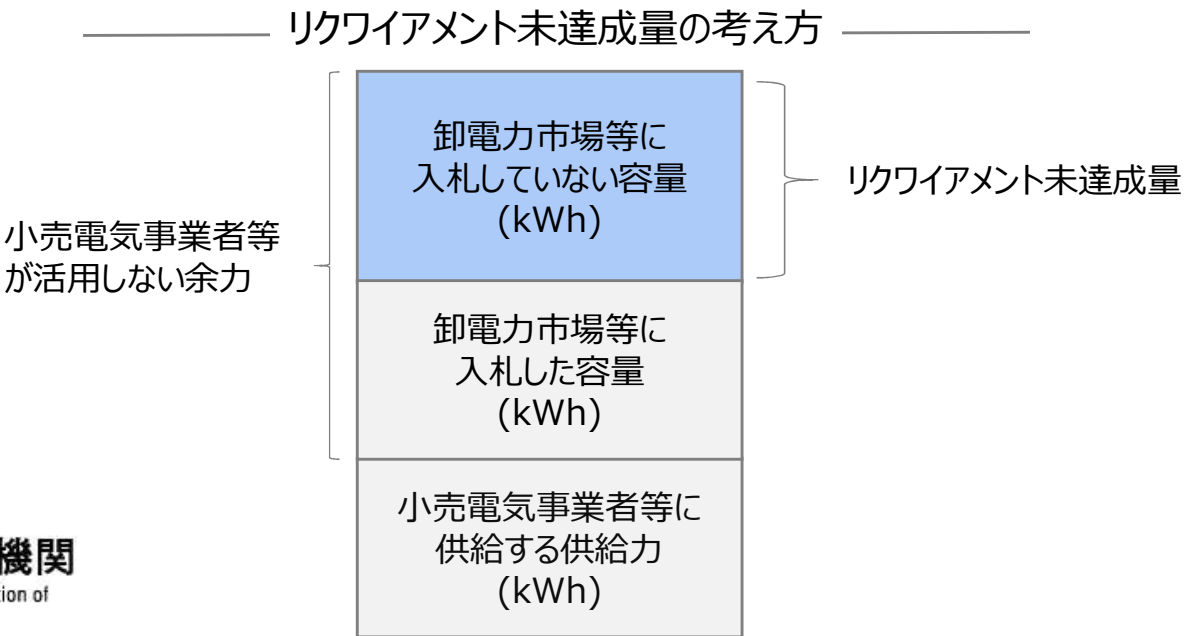 リクワイアメント未達成量の考え方
卸電力市場等に
入札していない容量
(kWh)
リクワイアメント未達成量
小売電気事業者等
が活用しない余力
卸電力市場等に
入札した容量
(kWh)
小売電気事業者等に
供給する供給力
(kWh)
機関
tion of